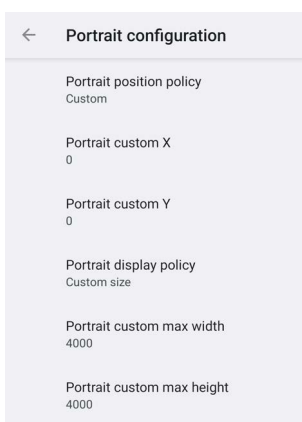 Portrait configuration
Portrait position policy
Custom
Portrait custom X
0
Portrait custom Y
0
Portrait display policy
Custom size
Portrait custom max width
4000
Portrait custom max height
4000